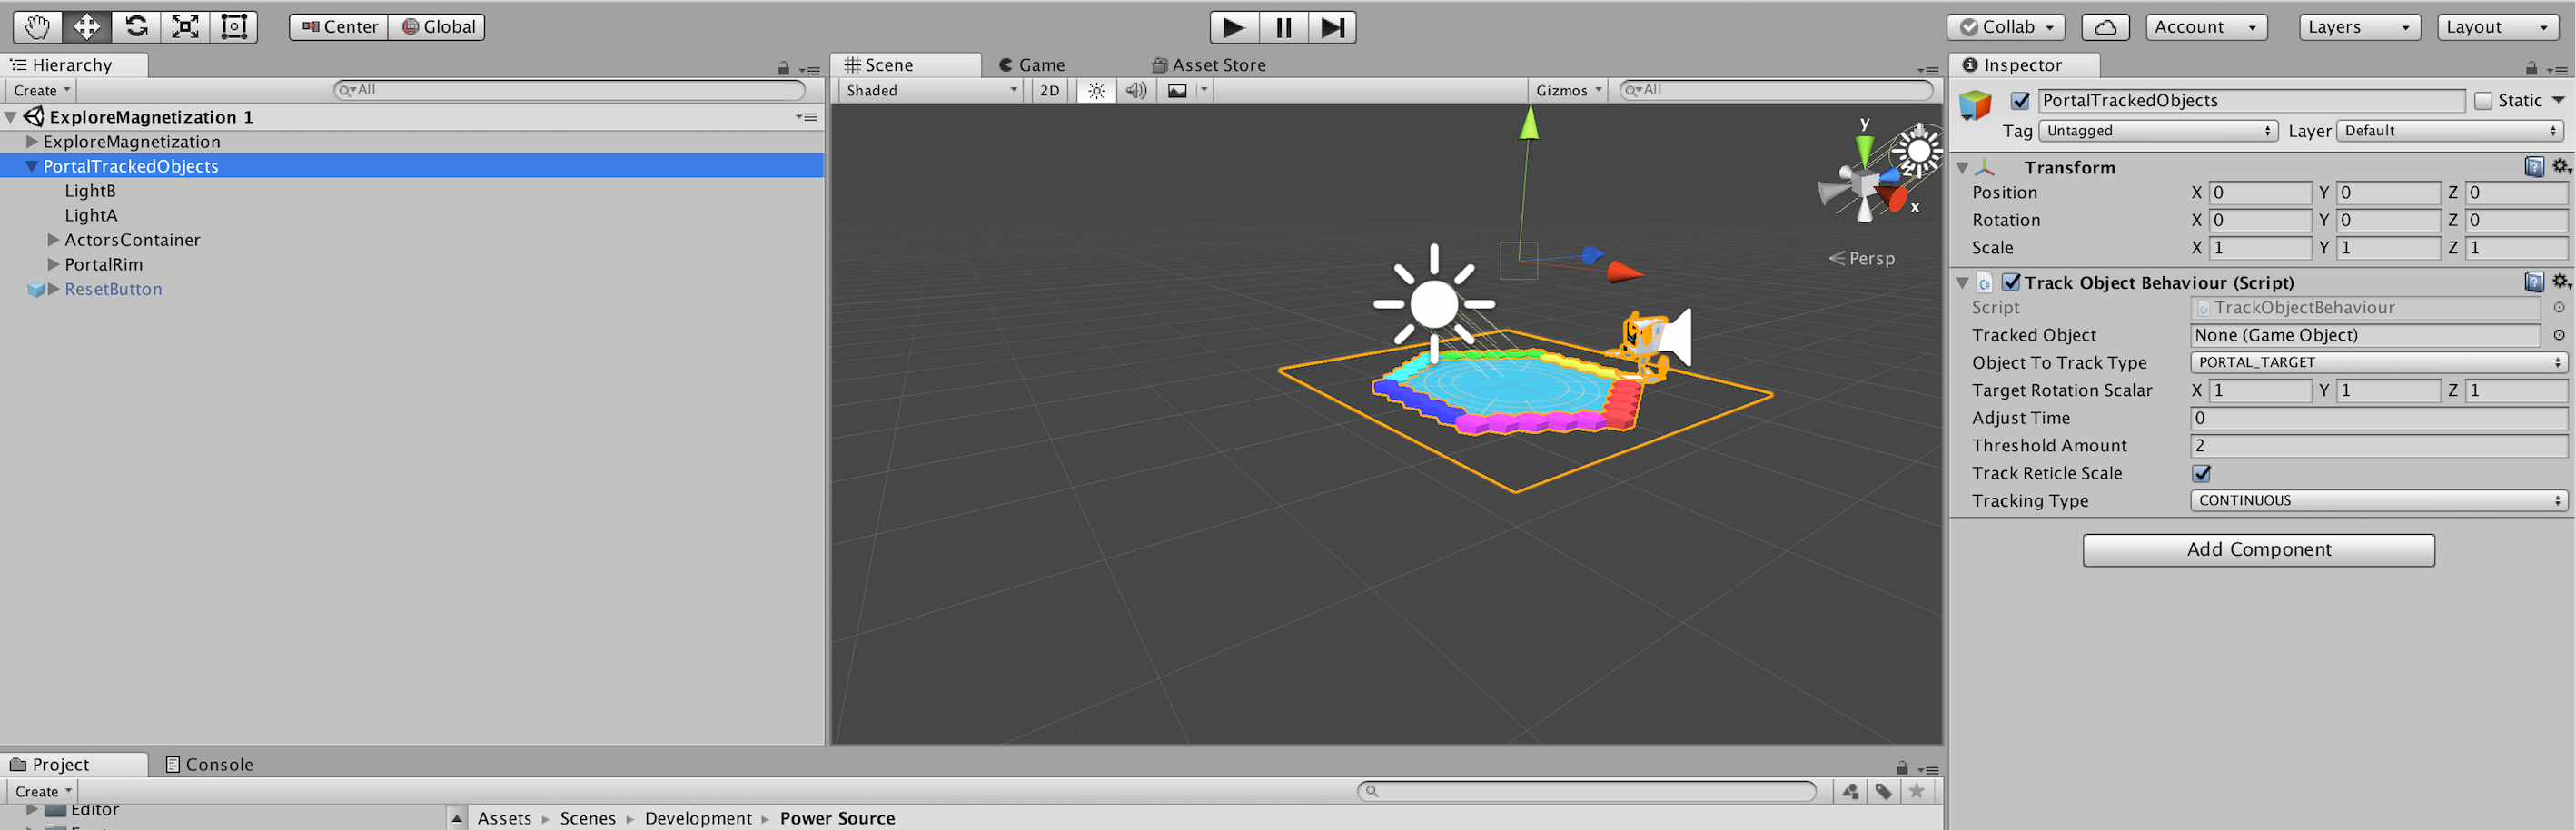 Center Global Collab Account Layers Layout
Hierarchy
Create All
ExploreMagnetization 1
ExploreMagnetization
PortalTrackedObjects
LightB
LightA
ActorsContainer
PortalRim
ResetButton
Scene Game Asset Store
Shaded 2D Gizmos All
y
z
x
Persp
Inspector
PortalTrackedObjects Static
Tag Untagged Layer Default
Transform
Position X 0 Y 0 Z 0
Rotation X 0 Y 0 Z 0
Scale X 1 Y 1 Z 1
Track Object Behaviour (Script)
Script TrackObjectBehaviour
Tracked Object None (Game Object)
Object To Track Type PORTAL_TARGET
Target Rotation Scalar X 1 Y 1 Z 1
Adjust Time 0
Threshold Amount 2
Track Reticle Scale
Tracking Type CONTINUOUS
Add Component
Project Console
Create
Editor
Assets Scenes Development Power Source